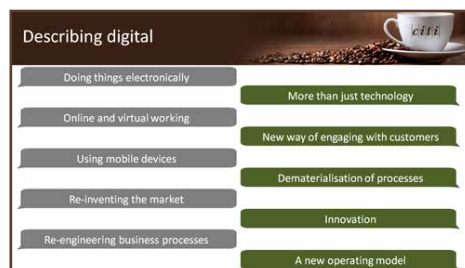 Describing digital
citi
Doing things electronically
More than just technology
Online and virtual working
New way of engaging with customers
Using mobile devices
Dematerialisation of processes
Re-inventing the market
Innovation
Re-engineering business processes
A new operating model